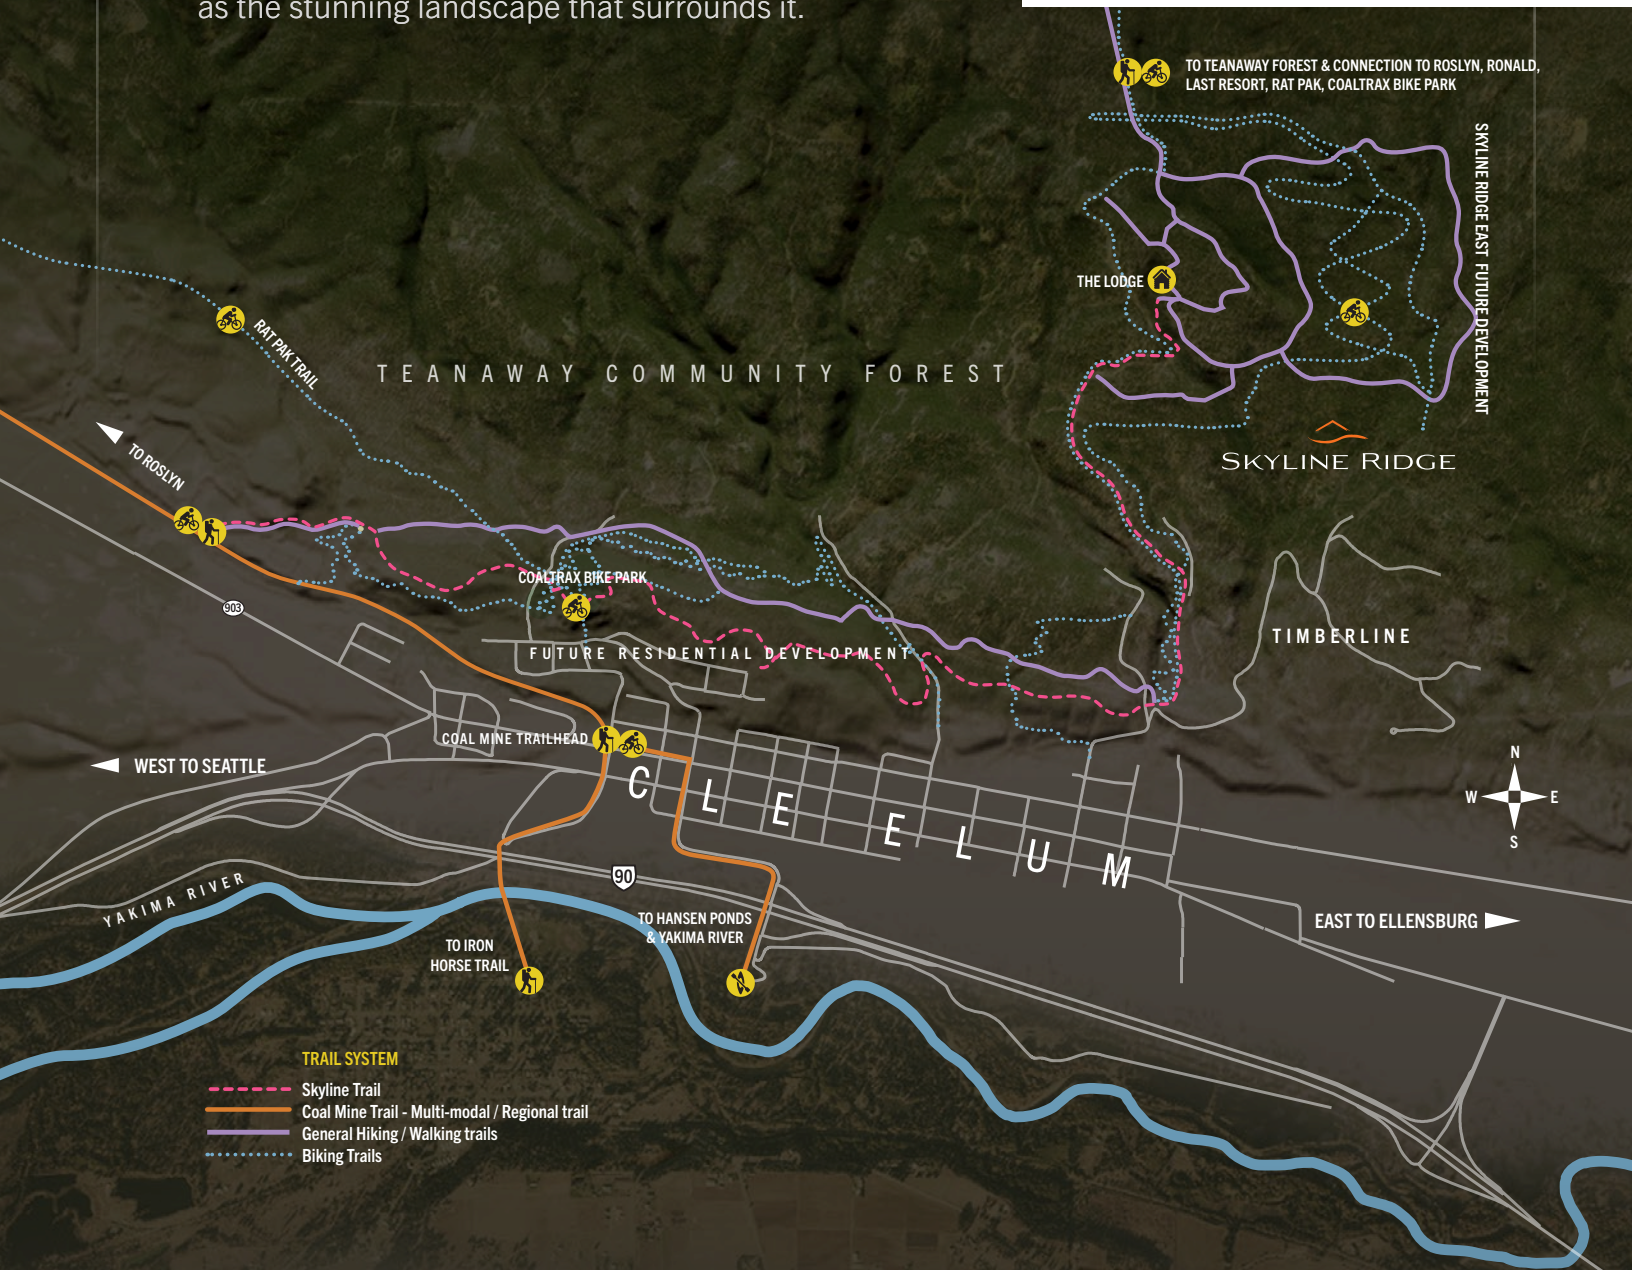 as the stunning landscape that surrounds it.
TO TEANAWAY FOREST & CONNECTION TO ROSLYN, RONALD,
LAST RESORT, RAT PAK, COALTRAX BIKE PARK
SKYLINE RIDGE EAST FUTURE DEVELOPMENT
THE LODGE
RAT PAK TRAIL
TEANAWAY COMMUNITY FOREST
TO ROSLYN
SKYLINE RIDGE
COALTRAX BIKE PARK
903
TIMBERLINE
FUTURE RESIDENTIAL DEVELOPMENT
COAL MINE TRAILHEAD
WEST TO SEATTLE
N
W E
S
CLE ELUM
90
YAKIMA RIVER
TO HANSEN PONDS
& YAKIMA RIVER
EAST TO ELLENSBURG
TO IRON
HORSE TRAIL
TRAIL SYSTEM
Skyline Trail
Coal Mine Trail - Multi-modal / Regional trail
General Hiking / Walking trails
Biking Trails